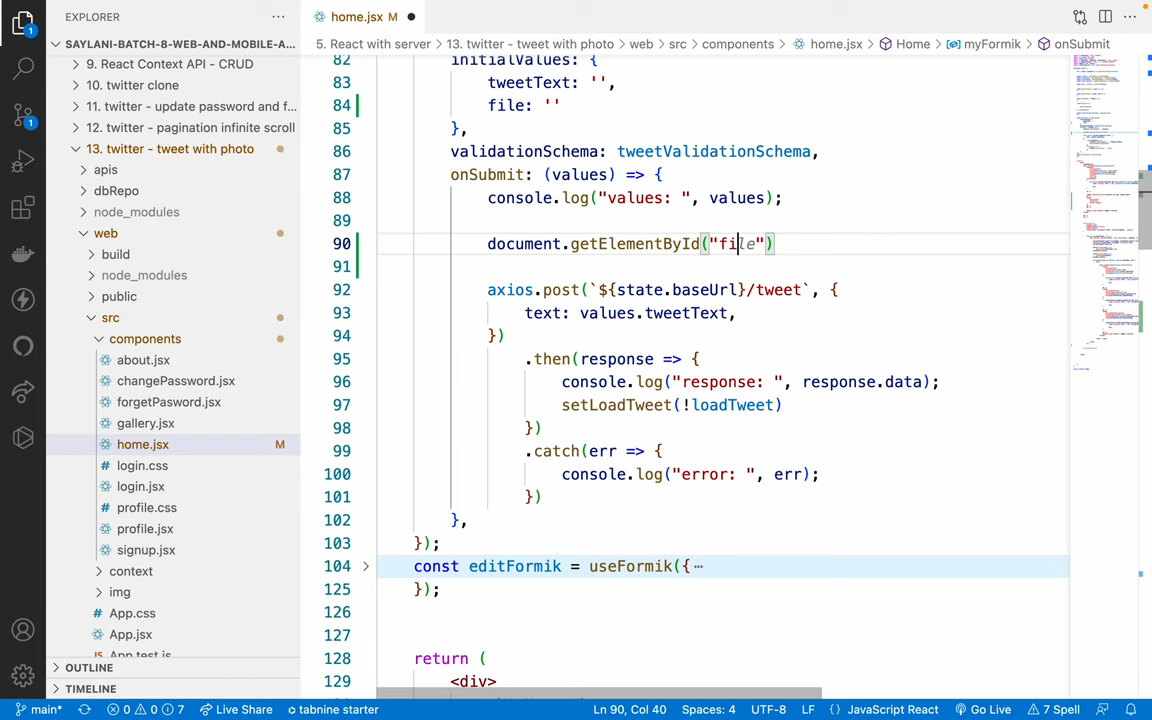 EXPLORER
SAYLANI-BATCH-8-WEB-AND-MOBILE-A...
9. React Context API - CRUD
10. twitter clone
11. twitter - update password and f...
12. twitter - pagination infinite scroll
13. twitter - tweet with photo
apis
dbRepo
node_modules
web
build
node_modules
public
src
components
about.jsx
changePassword.jsx
forgetPasword.jsx
gallery.jsx
home.jsx M
login.css
login.jsx
profile.css
profile.jsx
signup.jsx
context
img
App.css
App.jsx
App.test.js
OUTLINE
TIMELINE
home.jsx M
5. React with server > 13. twitter - tweet with photo > web > src > components > home.jsx > Home > myFormik > onSubmit
82 initialValues: {
83 tweetText: '',
84 file: ''
85 },
86 validationSchema: tweetValidationSchema,
87 onSubmit: (values) => {
88 console.log("values: ", values);
89
90 document.getElementById("file")
91
92 axios.post(`${state.baseUrl}/tweet`, {
93 text: values.tweetText,
94 })
95 .then(response => {
96 console.log("response: ", response.data);
97 setLoadTweet(!loadTweet)
98 })
99 .catch(err => {
100 console.log("error: ", err);
101 })
102 },
103 });
104 const editFormik = useFormik({⋯
125 });
126
127
128 return (
129 <div>
1
1
main* 0 0 7 Live Share tabnine starter Ln 90, Col 40 Spaces: 4 UTF-8 LF {} JavaScript React Go Live 7 Spell